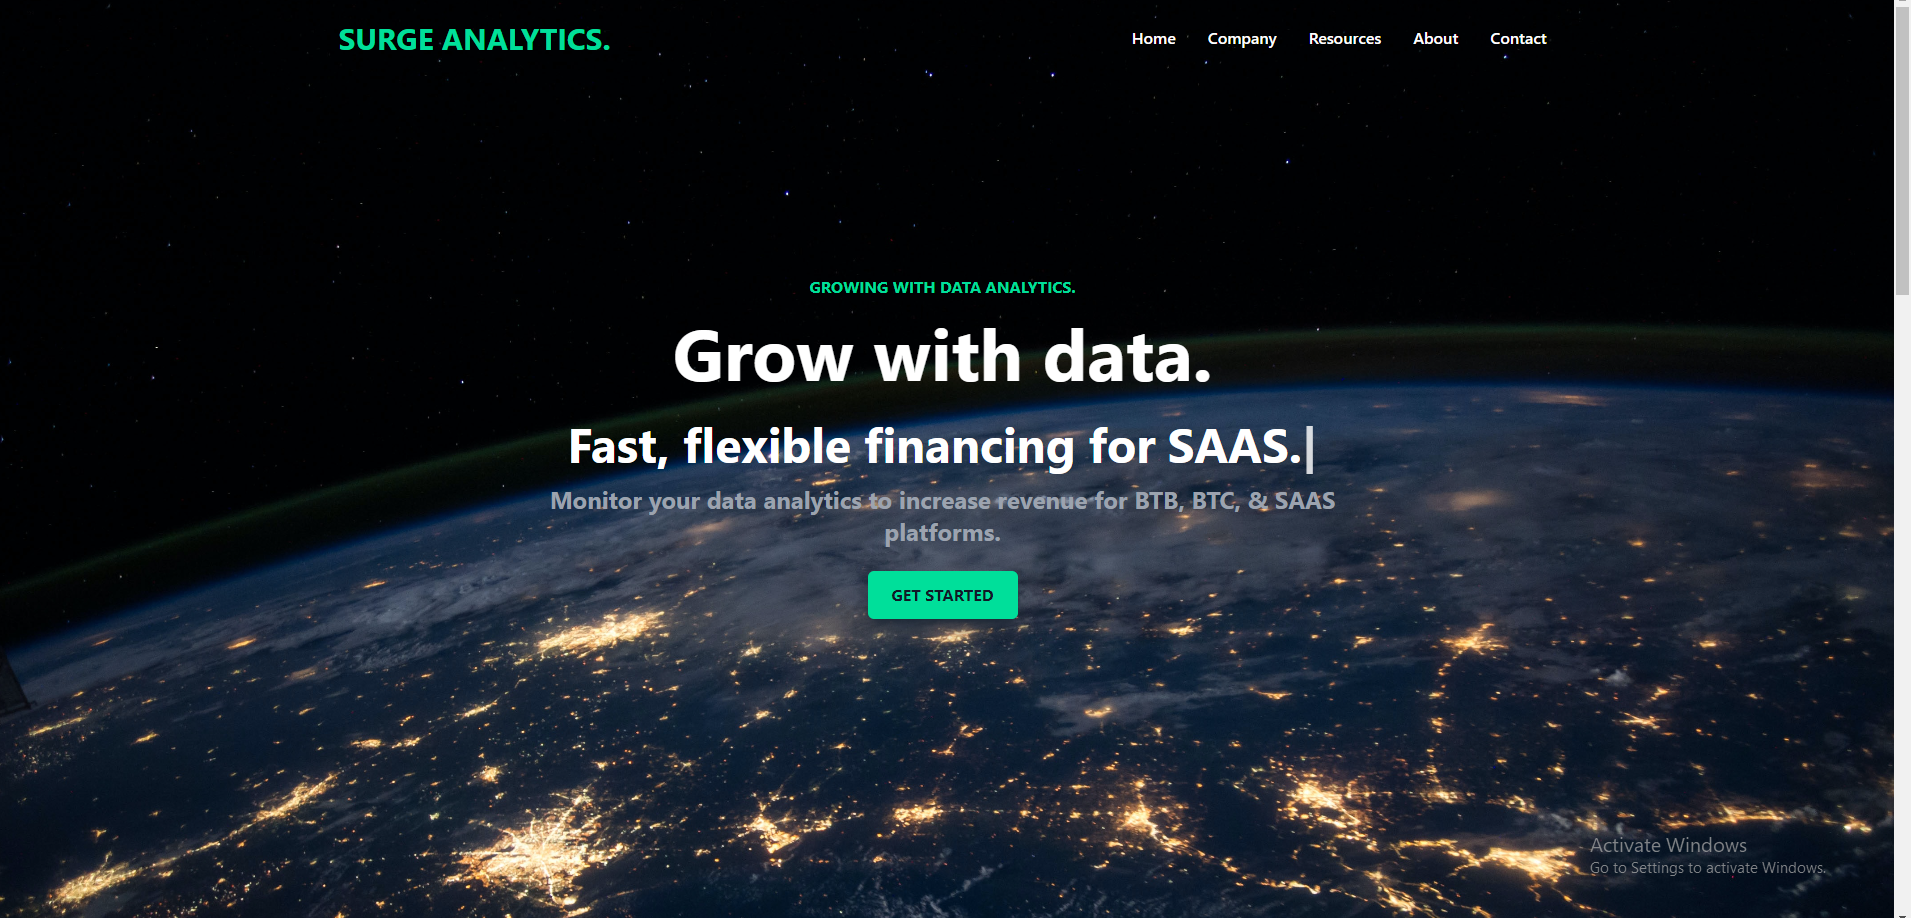 SURGE ANALYTICS.
Home Company Resources About Contact
GROWING WITH DATA ANALYTICS.
Grow with data.
Fast, flexible financing for SAAS.|
Monitor your data analytics to increase revenue for BTB, BTC, & SAAS
platforms.
GET STARTED
Activate Windows
Go to Settings to activate Windows.